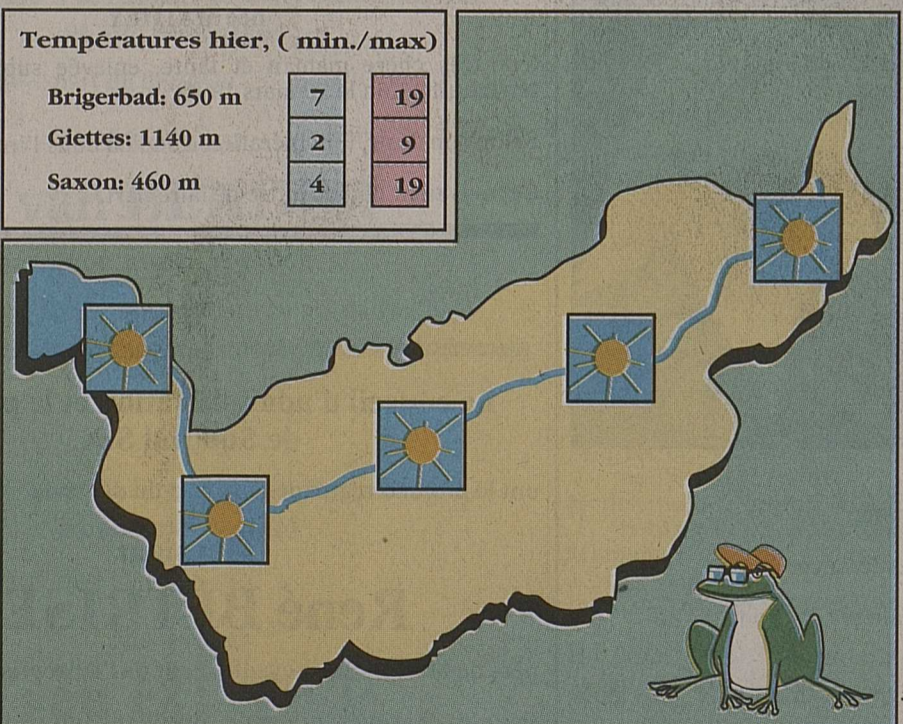 Températures hier, ( min./max)
Brigerbad: 650 m 7 19
Giettes: 1140 m 2 9
Saxon: 460 m 4 19